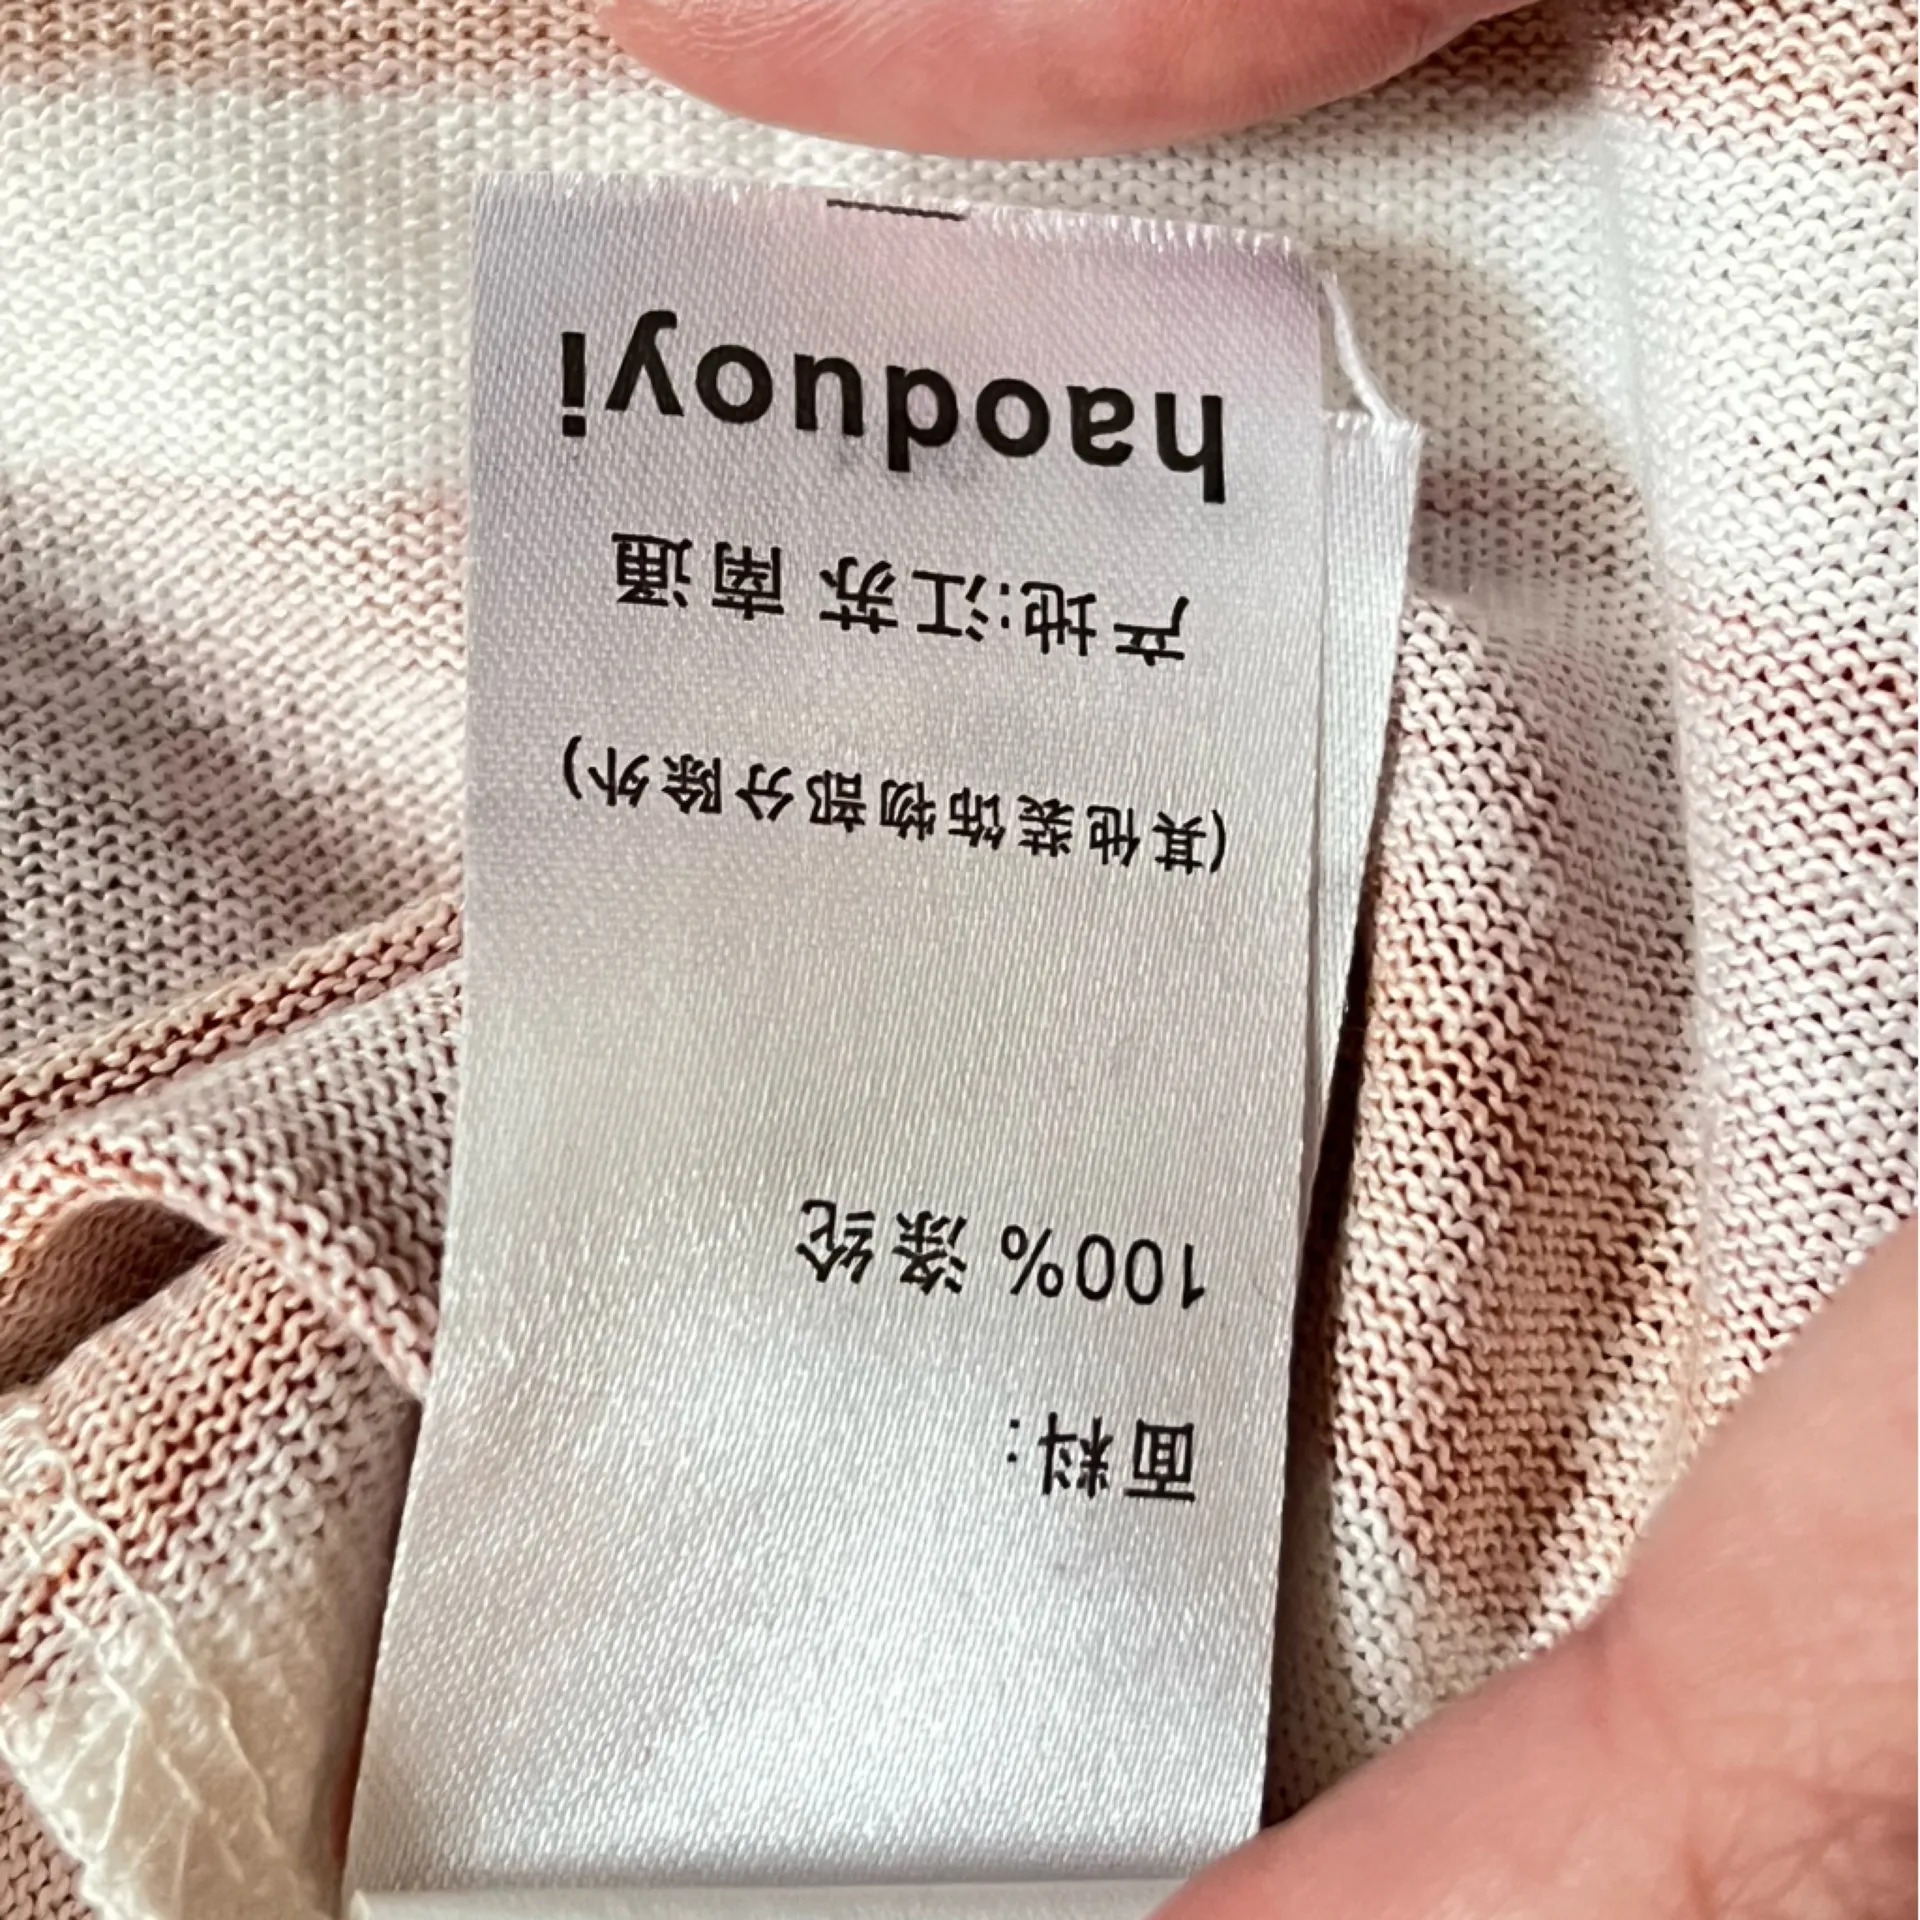 面料:
100% 涤纶
(其他装饰物部分除外)
产地:江苏 南通
haoduoyi